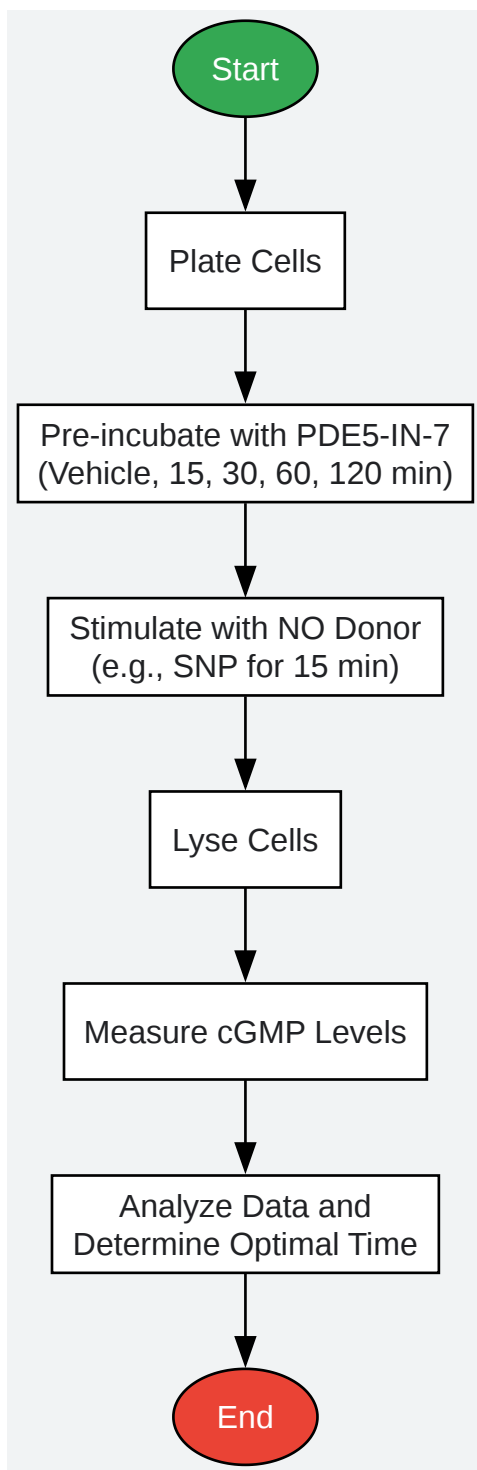 Start
Plate Cells
Pre-incubate with PDE5-IN-7
(Vehicle, 15, 30, 60, 120 min)
Stimulate with NO Donor
(e.g., SNP for 15 min)
Lyse Cells
Measure cGMP Levels
Analyze Data and
Determine Optimal Time
End